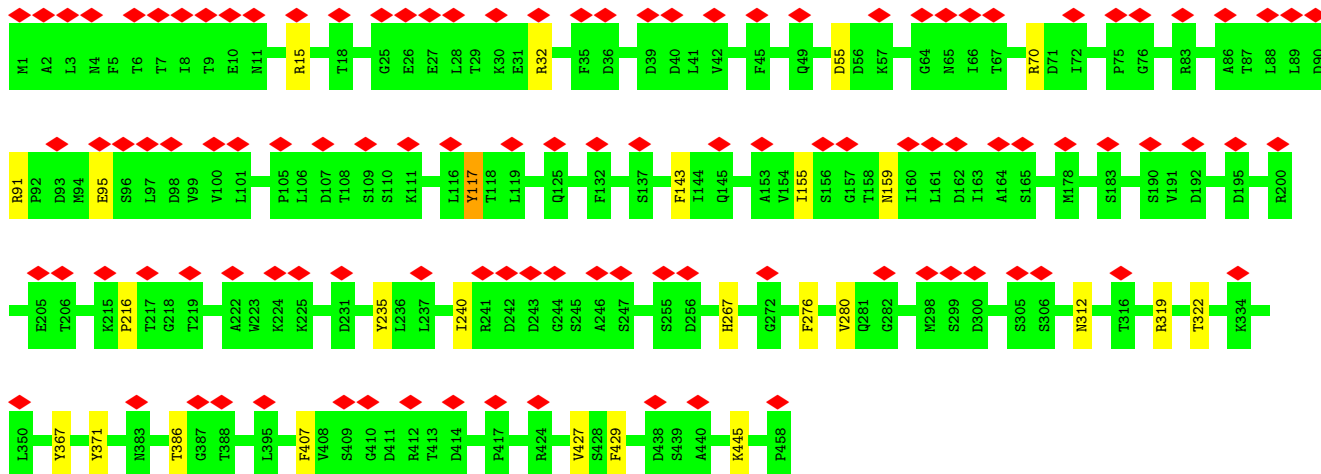 M1 A2 L3 N4 F5 T6 T7 I8 T9 E10 N11 R15 T18 G25 E26 E27 L28 T29 K30 E31 R32 F35 D36 D39 D40 L41 V42 F45 Q49 D55 D56 K57 G64 N65 I66 T67 R70 D71 I72 P75 G76 R83 A86 T87 L88 L89 D90
R91 P92 D93 M94 E95 S96 L97 D98 V99 V100 L101 P105 L106 D107 T108 S109 S110 K111 L116 Y117 T118 L119 Q125 F132 S137 F143 I144 Q145 A153 V154 I155 S156 G157 T158 N159 I160 L161 D162 I163 A164 S165 M178 S183 S190 V191 D192 D195 R200
E205 T206 K215 P216 T217 G218 T219 A222 W223 K224 K225 D231 Y235 L236 L237 I240 R241 D242 D243 G244 S245 A246 S247 S255 D256 H267 G272 F276 V280 Q281 G282 M298 S299 D300 S305 S306 N312 T316 R319 T322 K334
L350 Y367 Y371 N383 T386 G387 T388 L395 F407 V408 S409 G410 D411 R412 T413 D414 P417 R424 V427 S428 F429 D438 S439 A440 K445 P458